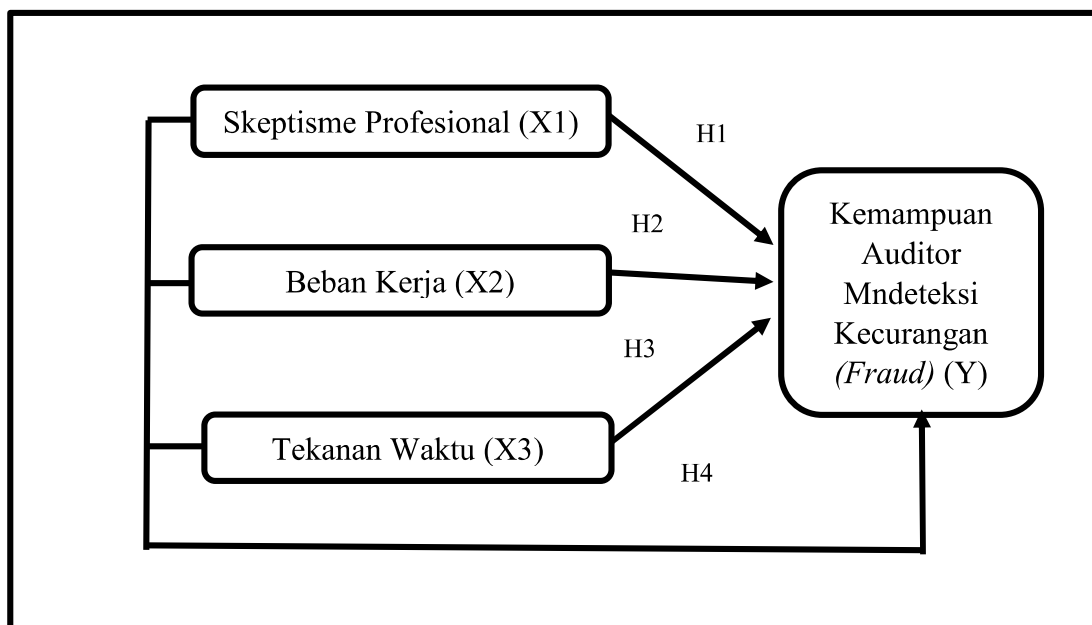 Skeptisme Profesional (X1)
H1
Kemampuan
Auditor
Mndeteksi
Kecurangan
(Fraud) (Y)
H2
Beban Kerja (X2)
H3
Tekanan Waktu (X3)
H4